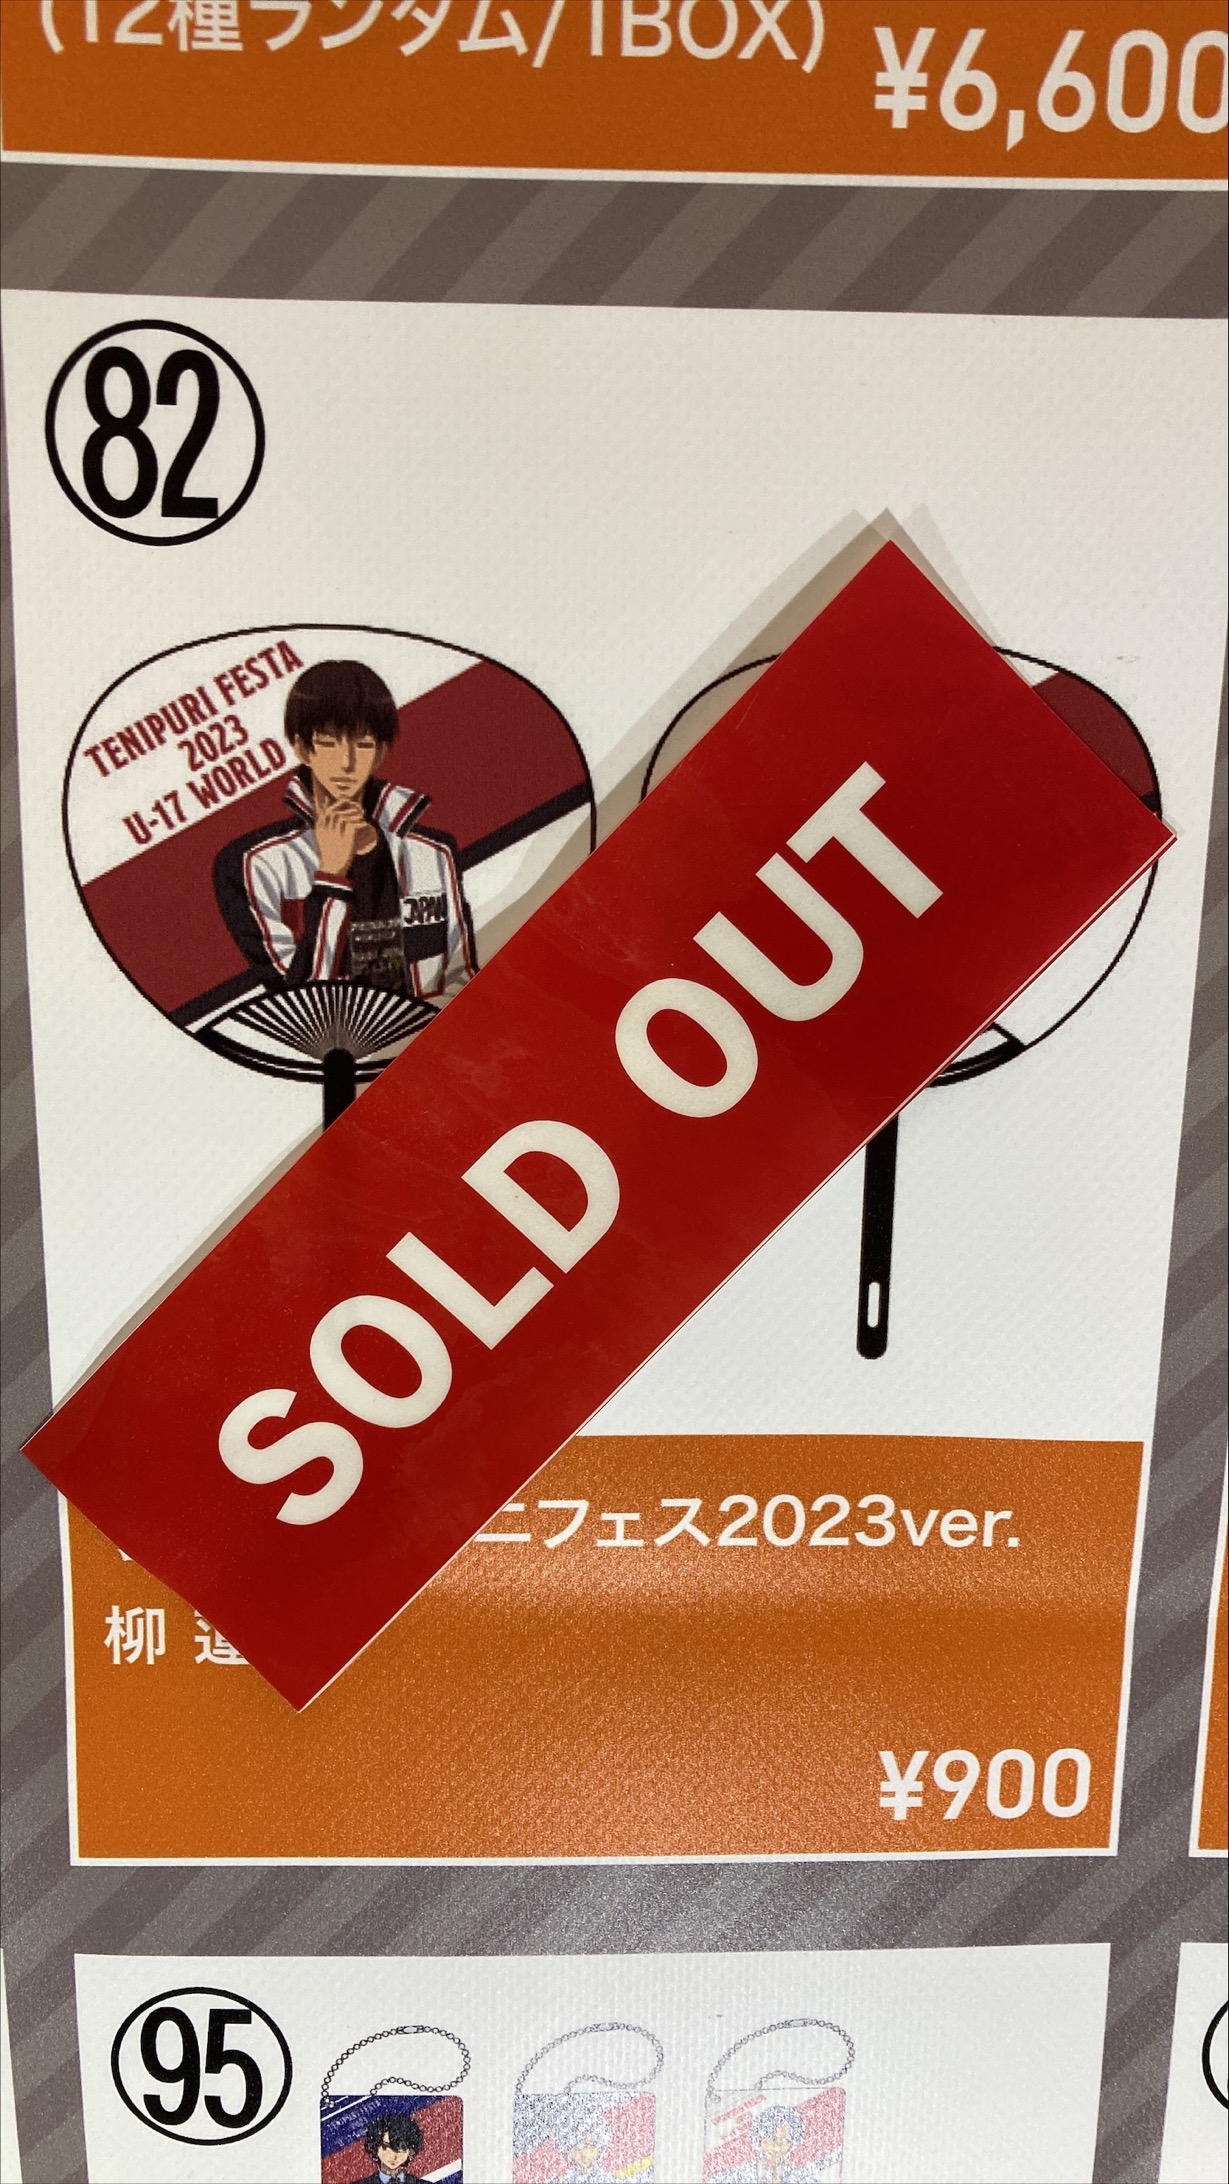 (12種ランダム/1BOX)
¥6,600
82
TENIPURI FESTA
2023
U-17 WORLD
JAPAN
SOLD OUT
ニフェス2023ver.
柳 蓮
¥900
95